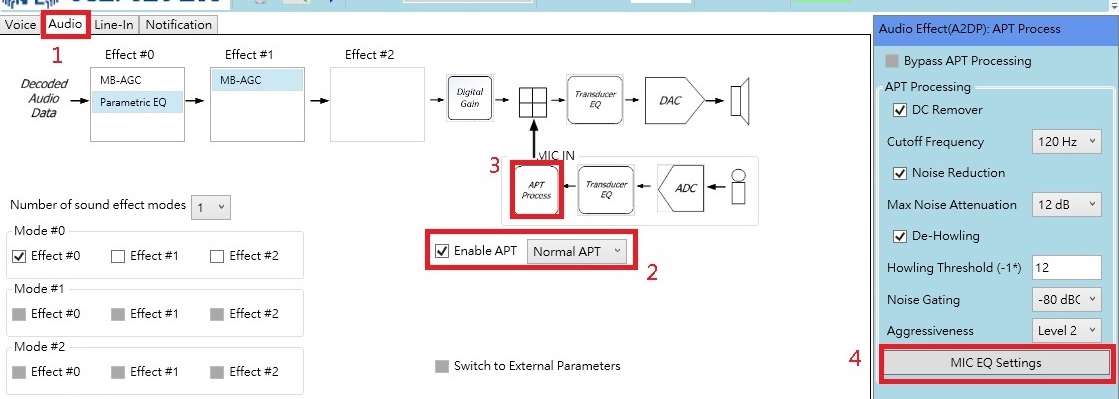 Voice Audio Line-In Notification
1
Effect #0 Effect #1 Effect #2
Decoded
Audio
Data
MB-AGC
Parametric EQ
MB-AGC
Digital
Gain
Transducer
EQ
DAC
MIC IN
3
APT
Process
Transducer
EQ
ADC
Enable APT Normal APT
2
Number of sound effect modes 1
Mode #0
Effect #0 Effect #1 Effect #2
Mode #1
Effect #0 Effect #1 Effect #2
Mode #2
Effect #0 Effect #1 Effect #2
Switch to External Parameters
Audio Effect(A2DP): APT Process
Bypass APT Processing
APT Processing
DC Remover
Cutoff Frequency 120 Hz
Noise Reduction
Max Noise Attenuation 12 dB
De-Howling
Howling Threshold (-1*) 12
Noise Gating -80 dBC
Aggressiveness Level 2
4
MIC EQ Settings